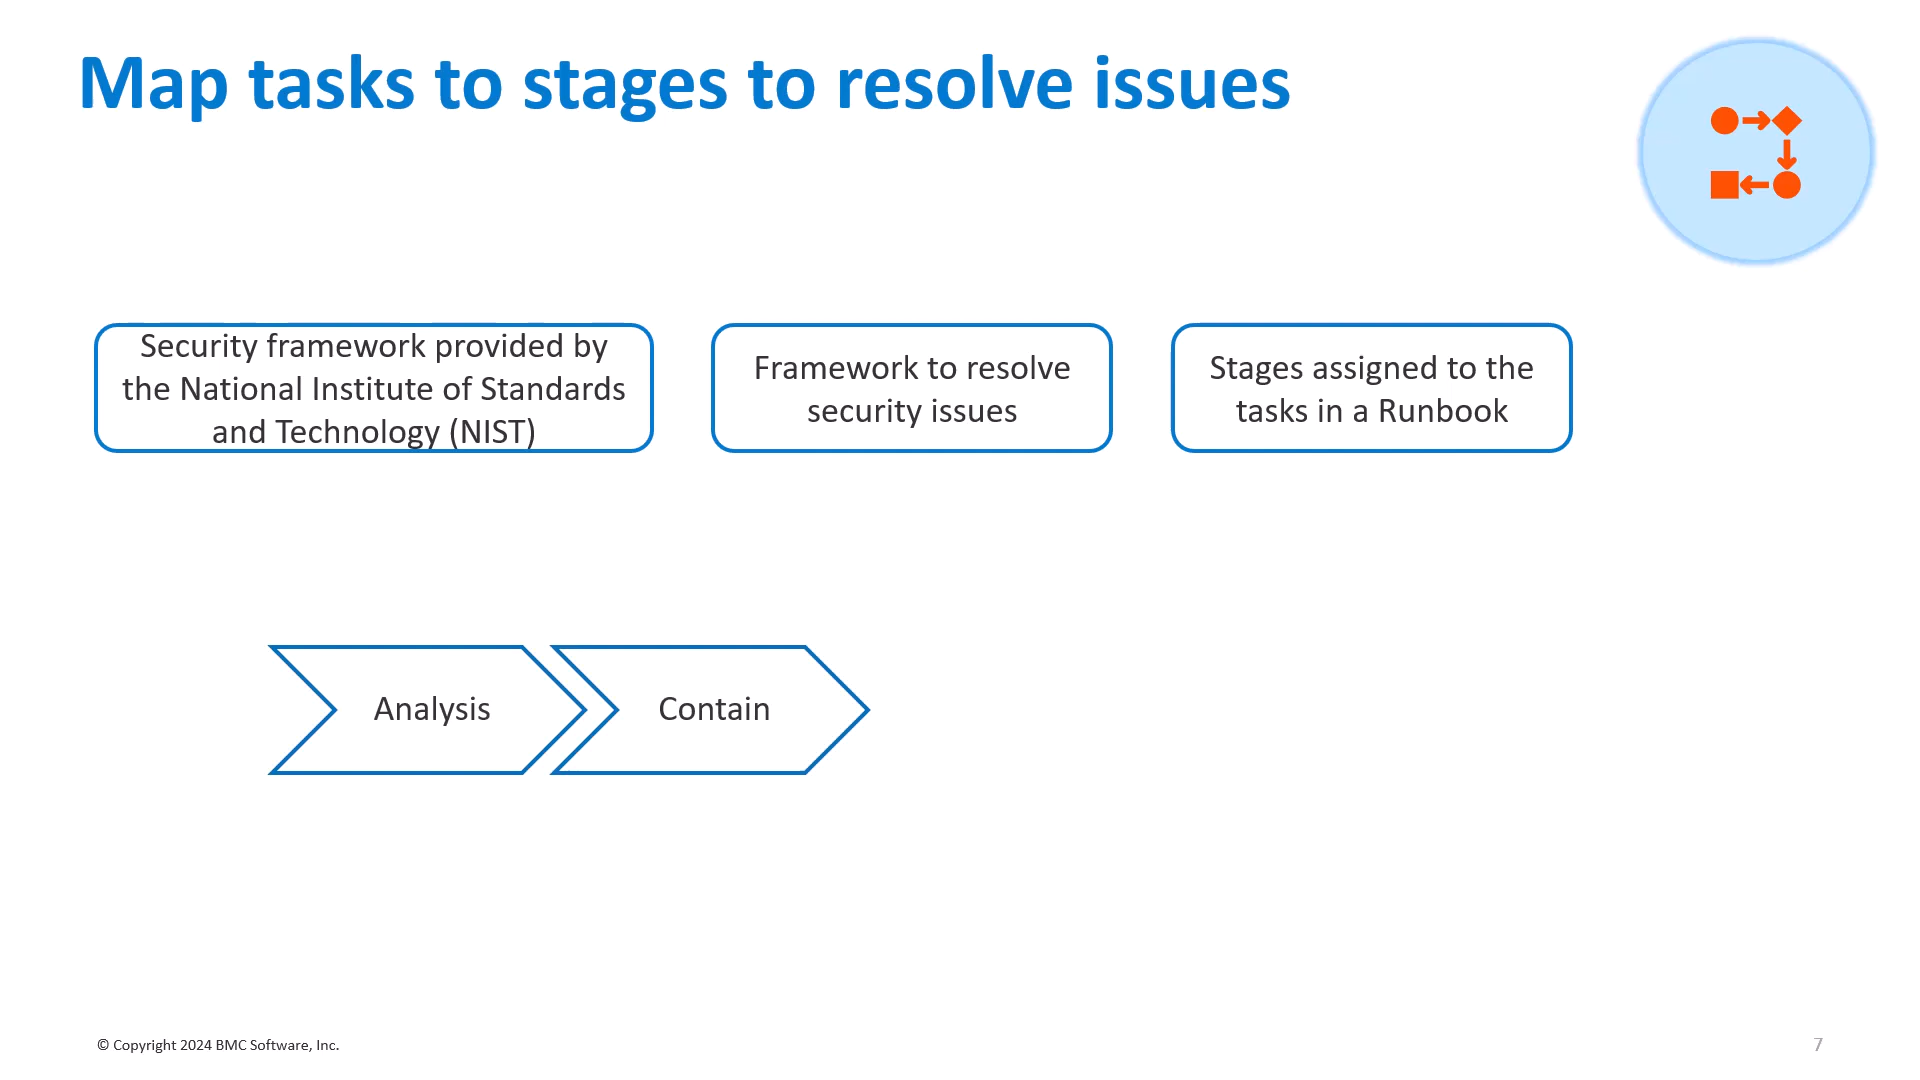 Map tasks to stages to resolve issues
Security framework provided by
the National Institute of Standards
and Technology (NIST)
Framework to resolve
security issues
Stages assigned to the
tasks in a Runbook
Analysis
Contain
© Copyright 2024 BMC Software, Inc.
7